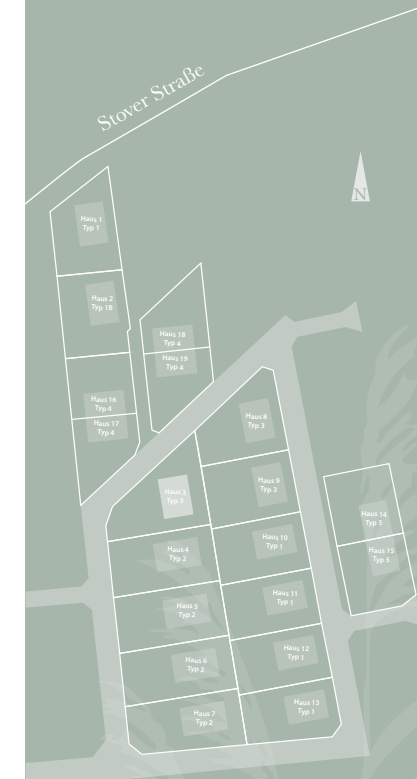 Stover Straße
N
Haus 1
Typ 1
Haus 2
Typ 1B
Haus 18
Typ 4
Haus 19
Typ 4
Haus 16
Typ 4
Haus 17
Typ 4
Haus 8
Typ 3
Haus 9
Typ 3
Haus 3
Typ 3
Haus 14
Typ 5
Haus 10
Typ 1
Haus 4
Typ 2
Haus 15
Typ 5
Haus 11
Typ 1
Haus 5
Typ 2
Haus 12
Typ 1
Haus 6
Typ 2
Haus 13
Typ 1
Haus 7
Typ 2